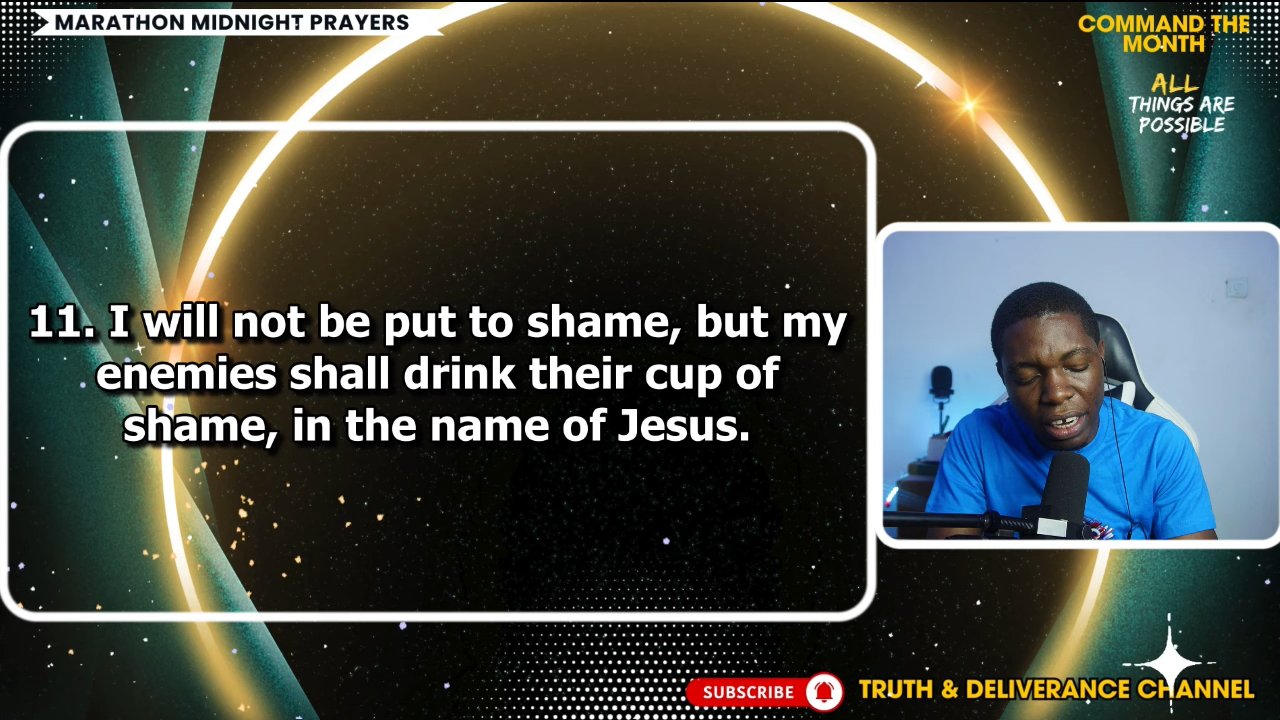 MARATHON MIDNIGHT PRAYERS
COMMAND THE
MONTH
ALL
THINGS ARE
POSSIBLE
11. I will not be put to shame, but my
enemies shall drink their cup of
shame, in the name of Jesus.
SUBSCRIBE
TRUTH & DELIVERANCE CHANNEL